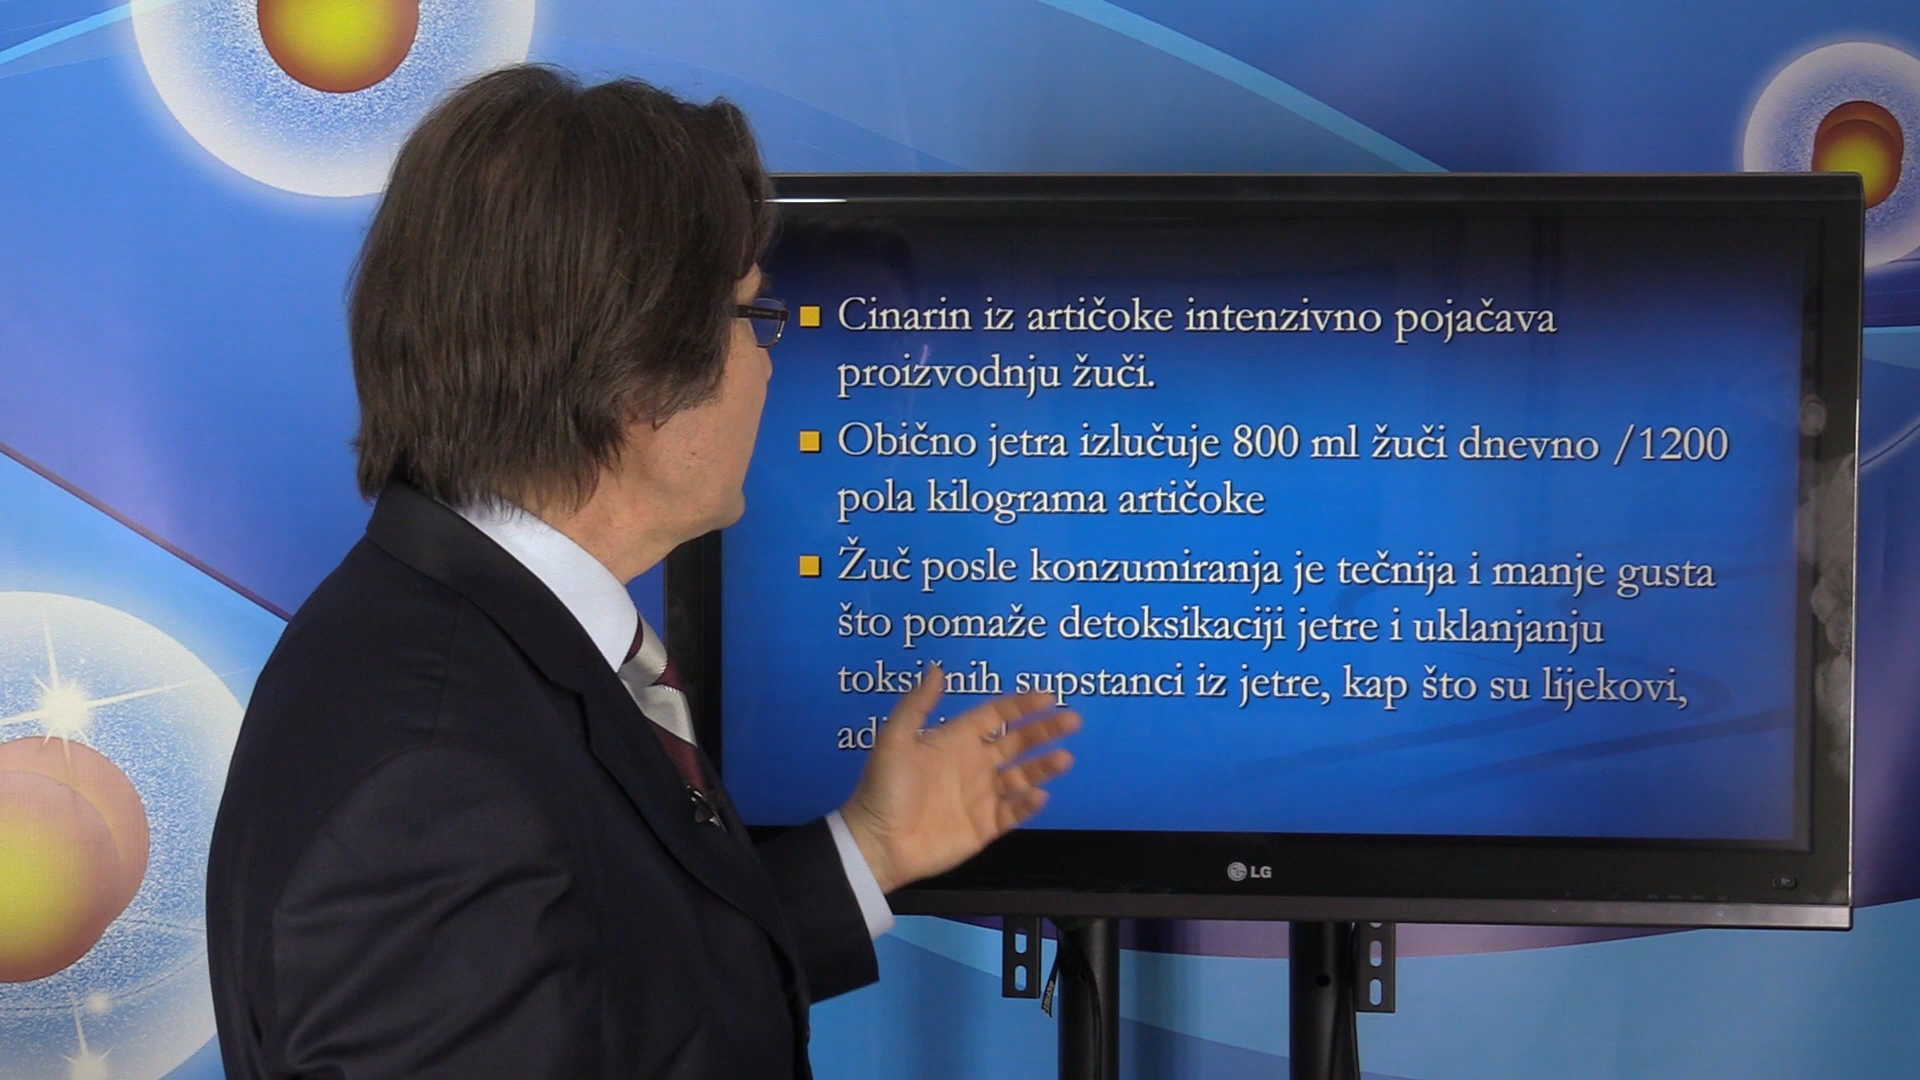 Cinarin iz artičoke intenzivno pojačava
proizvodnju žuči.
Obično jetra izlučuje 800 ml žuči dnevno /1200
pola kilograma artičoke
Žuč posle konzumiranja je tečnija i manje gusta
što pomaže detoksikaciji jetre i uklanjanju
toksičnih supstanci iz jetre, kap što su lijekovi,
LG